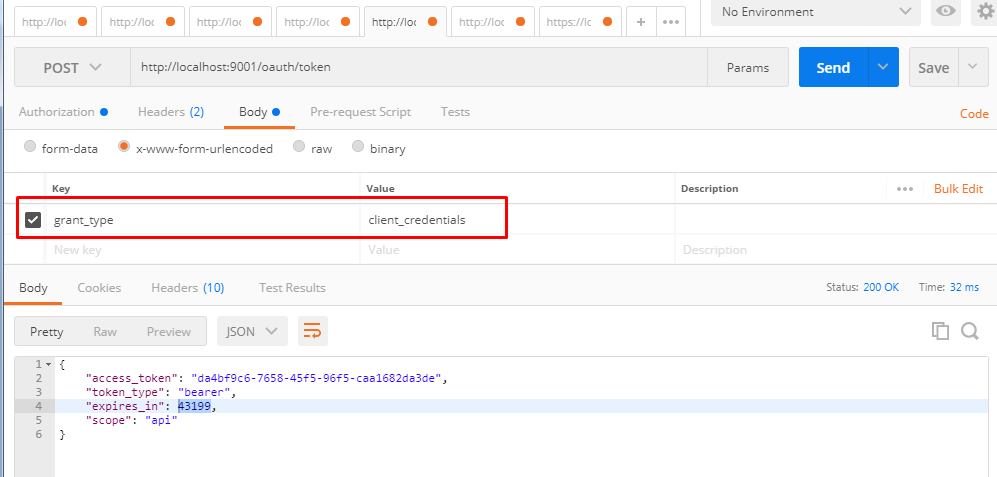 http://loc http://loc http://loc http://loc http://loc http://loc http://loc https://lo + ••• No Environment
POST http://localhost:9001/oauth/token Params Send Save
Authorization Headers (2) Body Pre-request Script Tests Code
form-data x-www-form-urlencoded raw binary
Key Value Description ••• Bulk Edit
grant_type client_credentials
New key Value Description
Body Cookies Headers (10) Test Results Status: 200 OK Time: 32 ms
Pretty Raw Preview JSON
1 {
2 "access_token": "da4bf9c6-7658-45f5-96f5-caa1682da3de",
3 "token_type": "bearer",
4 "expires_in": 43199,
5 "scope": "api"
6 }